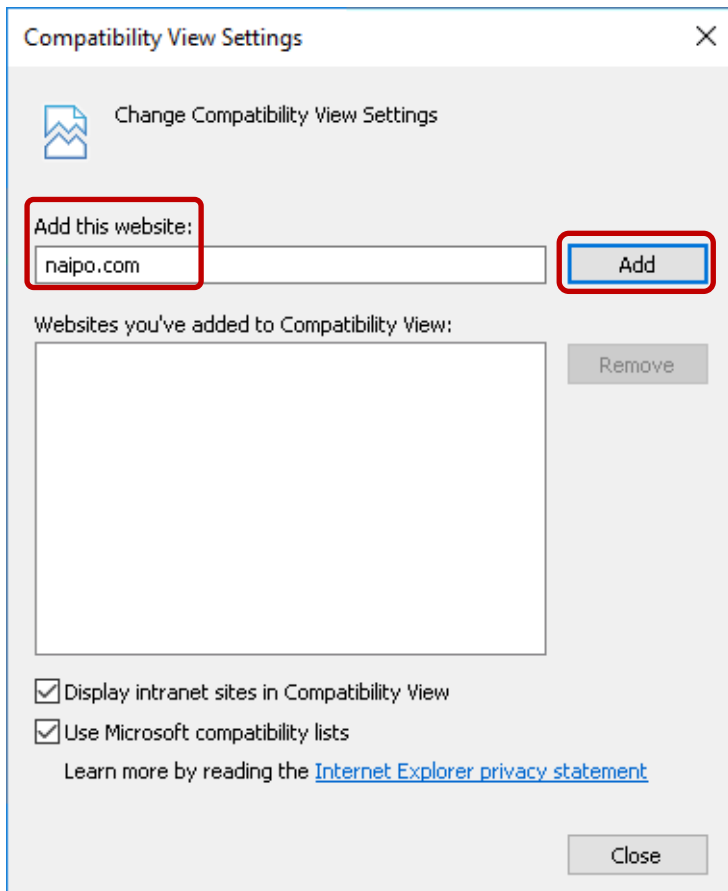 Compatibility View Settings
Change Compatibility View Settings
Add this website:
naipo.com
Add
Websites you've added to Compatibility View:
Remove
Display intranet sites in Compatibility View
Use Microsoft compatibility lists
Learn more by reading the Internet Explorer privacy statement
Close